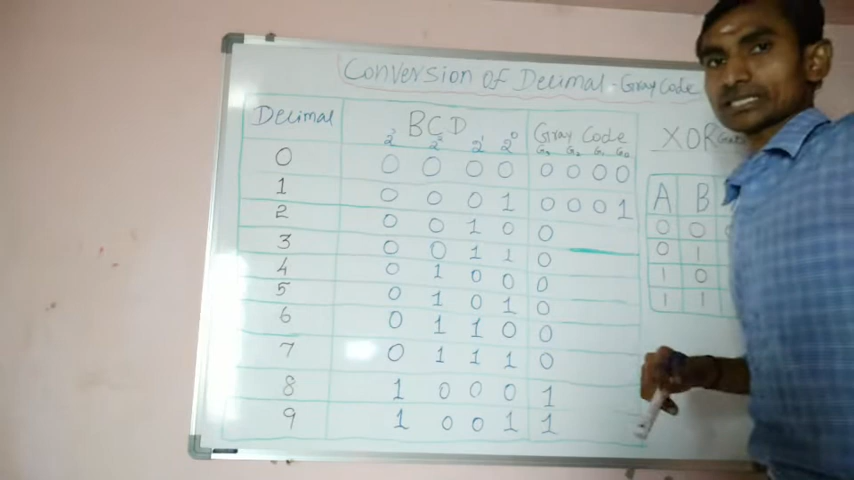 Conversion of Decimal - Gray Code
Decimal BCD Gray Code XOR
2³ 2² 2¹ 2⁰ G₃ G₂ G₁ G₀
0 0 0 0 0 0 0 0 0
1 0 0 0 1 0 0 0 1
2 0 0 1 0 0
3 0 0 1 1 0
4 0 1 0 0 0
5 0 1 0 1 0
6 0 1 1 0 0
7 0 1 1 1 0
8 1 0 0 0 1
9 1 0 0 1 1
A B
0 0
0 1
1 0
1 1